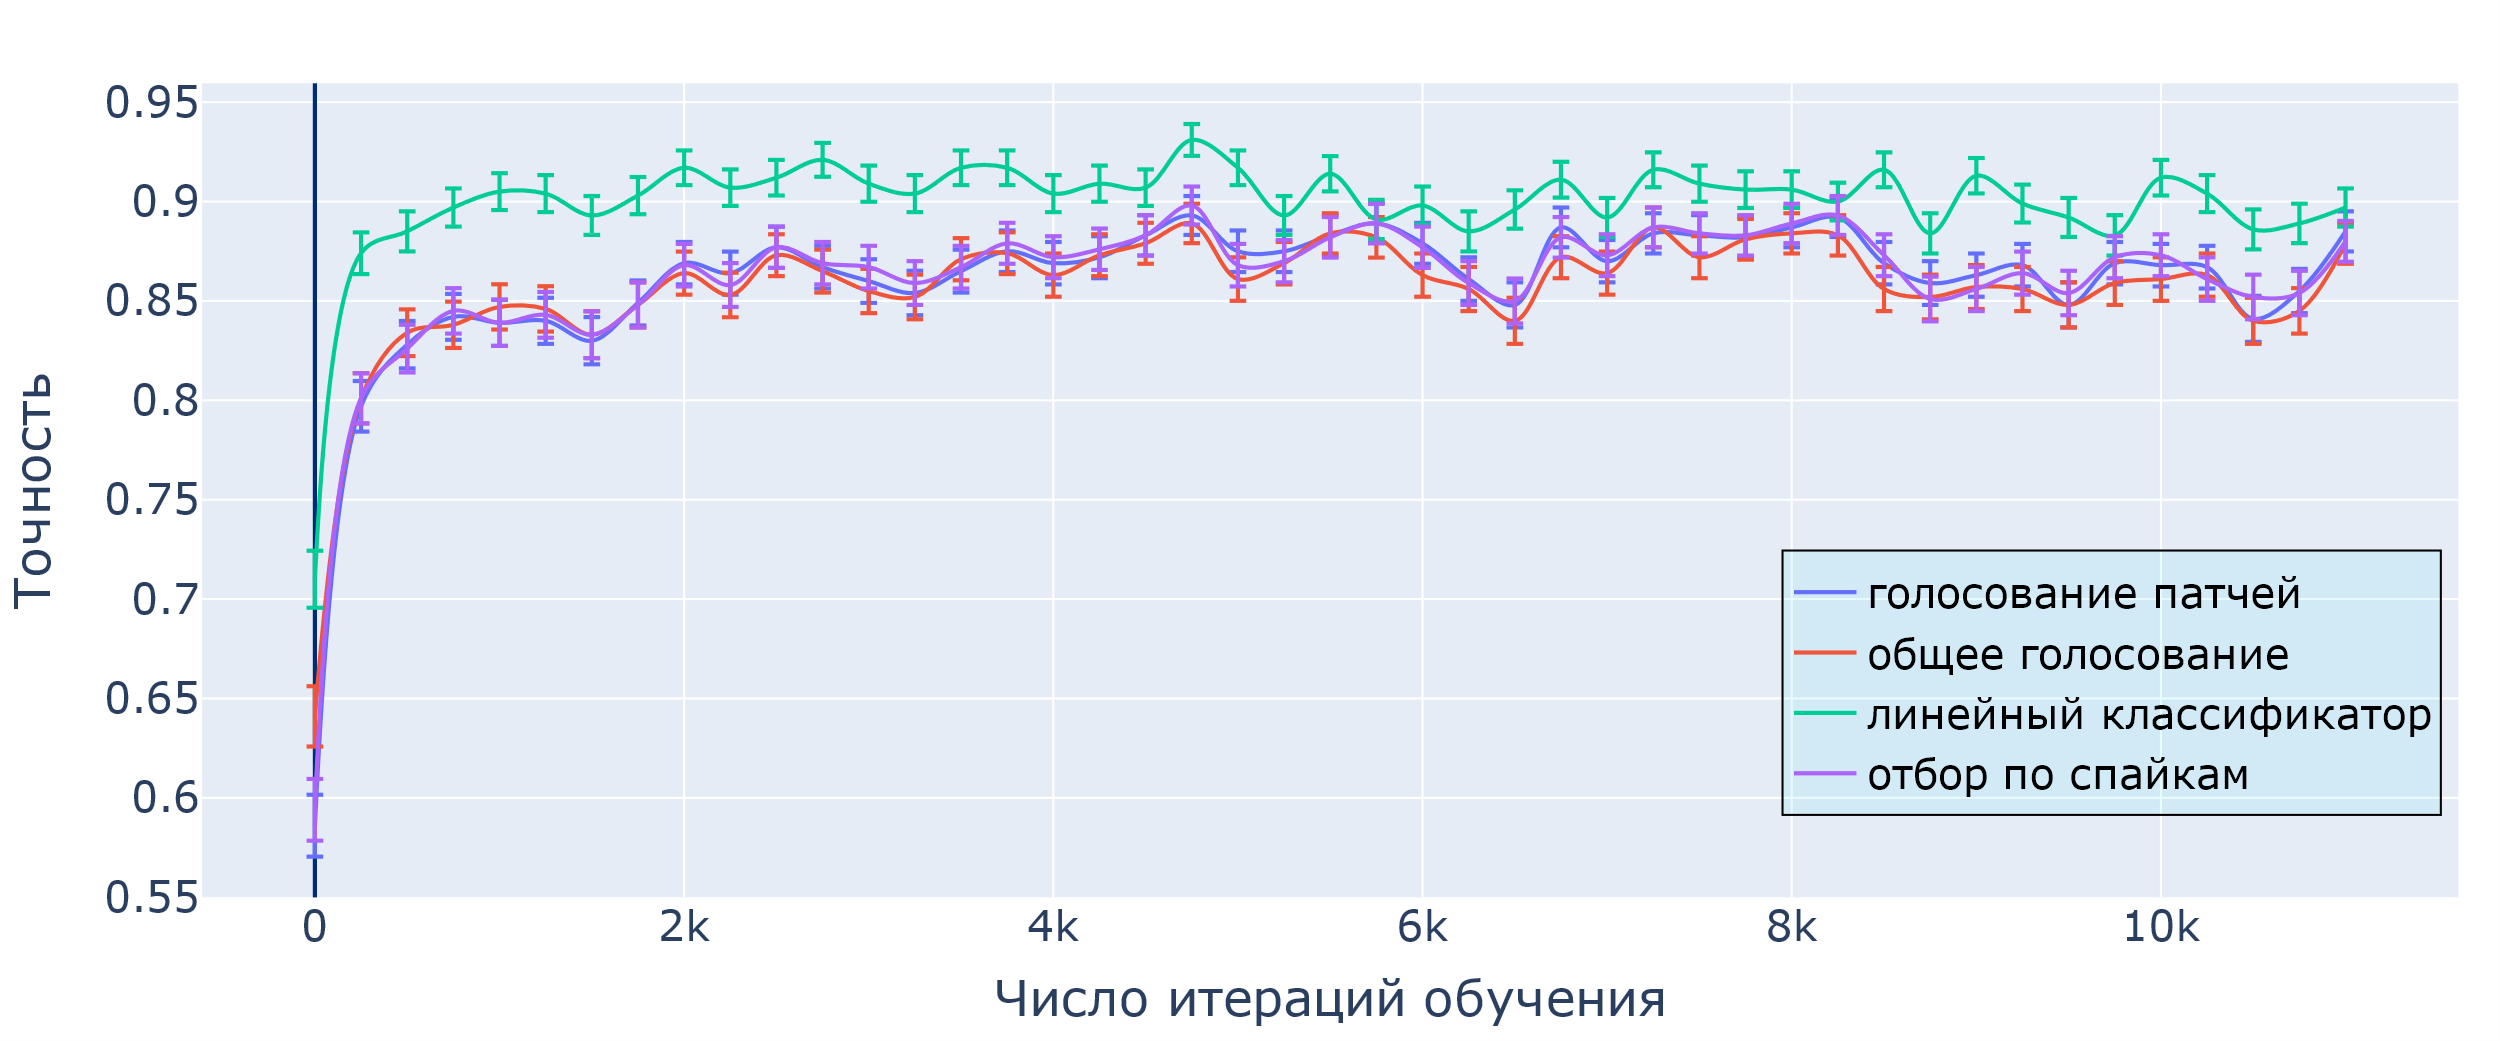 Точность
0.95
0.9
0.85
0.8
0.75
0.7
0.65
0.6
0.55
0
2k
4k
6k
8k
10k
Число итераций обучения
голосование патчей
общее голосование
линейный классификатор
отбор по спайкам